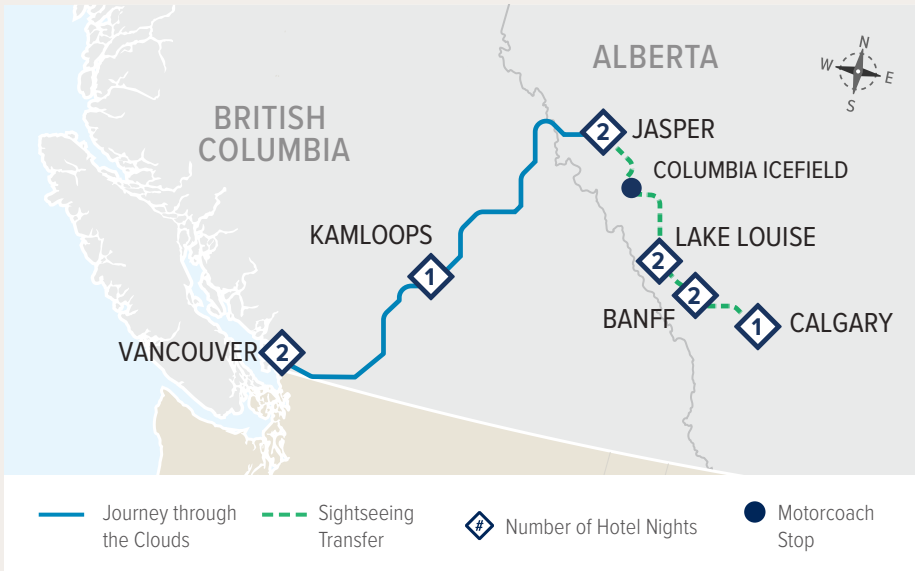 ALBERTA
N
W
E
S
BRITISH
COLUMBIA
2
JASPER
COLUMBIA ICEFIELD
KAMLOOPS
1
LAKE LOUISE
2
2
BANFF
1
CALGARY
VANCOUVER
2
Journey through
the Clouds
Sightseeing
Transfer
#
Number of Hotel Nights
Motorcoach
Stop